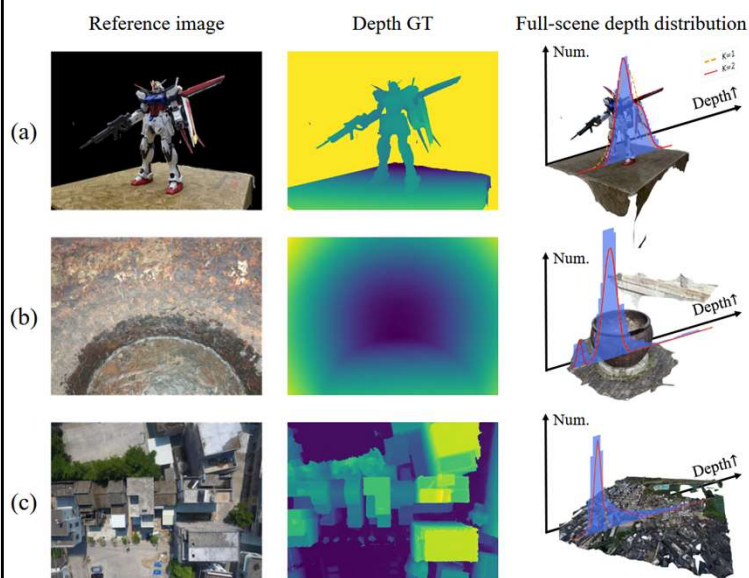 Reference image
Depth GT
Full-scene depth distribution
(a)
Num.
K=1
K=2
Depth↑
(b)
Num.
Depth↑
(c)
Num.
Depth↑